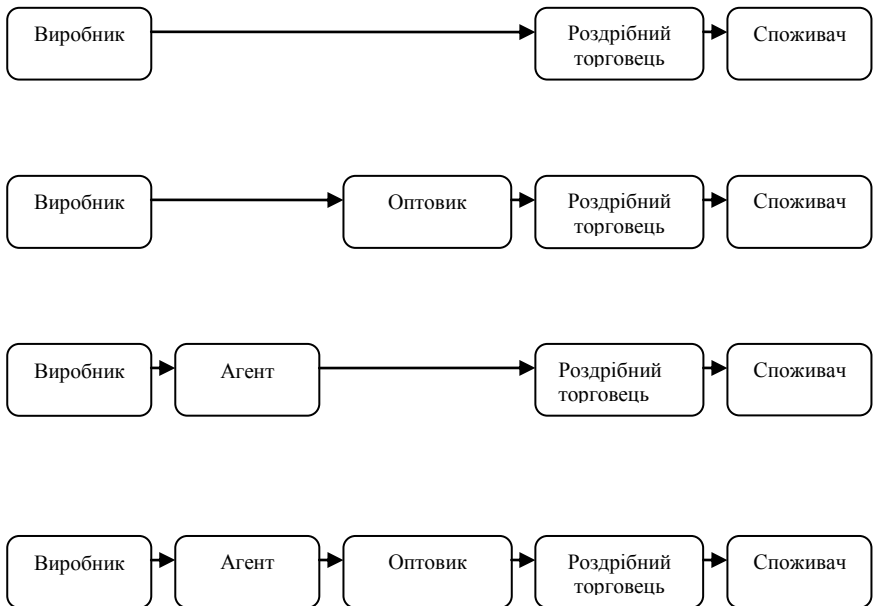 Виробник
Роздрібний
торговець
Споживач
Виробник
Оптовик
Роздрібний
торговець
Споживач
Виробник
Агент
Роздрібний
торговець
Споживач
Виробник
Агент
Оптовик
Роздрібний
торговець
Споживач